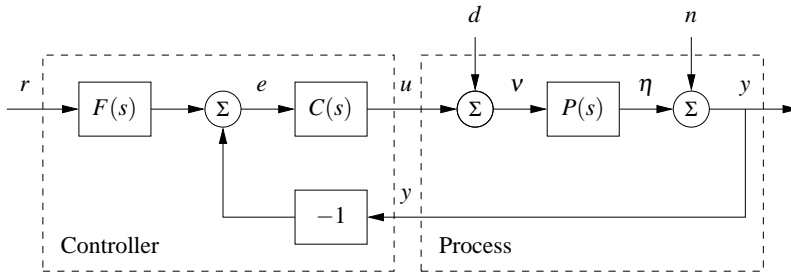 d n
r e u ν η y
F(s) Σ C(s) Σ P(s) Σ
y
−1
Controller Process